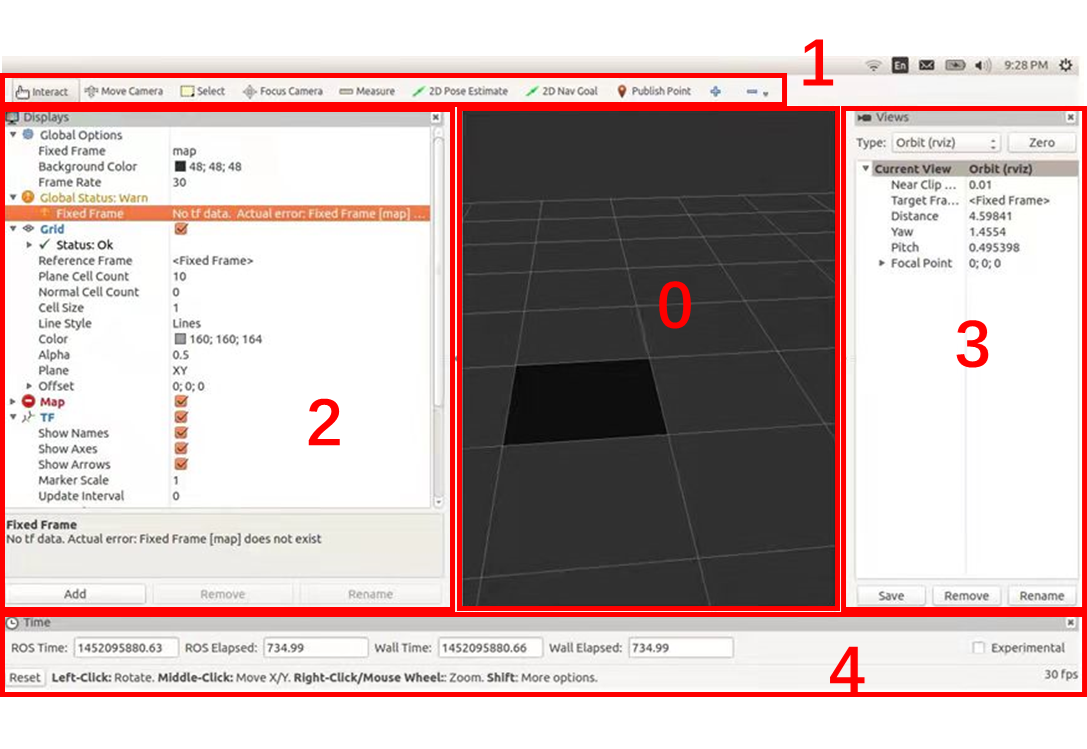 1
En 9:28 PM
Interact Move Camera Select Focus Camera Measure 2D Pose Estimate 2D Nav Goal Publish Point
Displays
Global Options
Fixed Frame map
Background Color 48; 48; 48
Frame Rate 30
Global Status: Warn
Fixed Frame No tf data. Actual error: Fixed Frame [map] ...
Grid
Status: Ok
Reference Frame <Fixed Frame>
Plane Cell Count 10
Normal Cell Count 0
Cell Size 1
Line Style Lines
Color 160; 160; 164
Alpha 0.5
Plane XY
Offset 0; 0; 0
Map
TF
Show Names
Show Axes
Show Arrows
Marker Scale 1
Update Interval 0
2
Fixed Frame
No tf data. Actual error: Fixed Frame [map] does not exist
Add Remove Rename
0
Views
Type: Orbit (rviz) Zero
Current View Orbit (rviz)
Near Clip ... 0.01
Target Fra... <Fixed Frame>
Distance 4.59841
Yaw 1.4554
Pitch 0.495398
Focal Point 0; 0; 0
3
Save Remove Rename
Time
ROS Time: 1452095880.63 ROS Elapsed: 734.99 Wall Time: 1452095880.66 Wall Elapsed: 734.99 Experimental
4
Reset Left-Click: Rotate. Middle-Click: Move X/Y. Right-Click/Mouse Wheel:: Zoom. Shift: More options. 30 fps